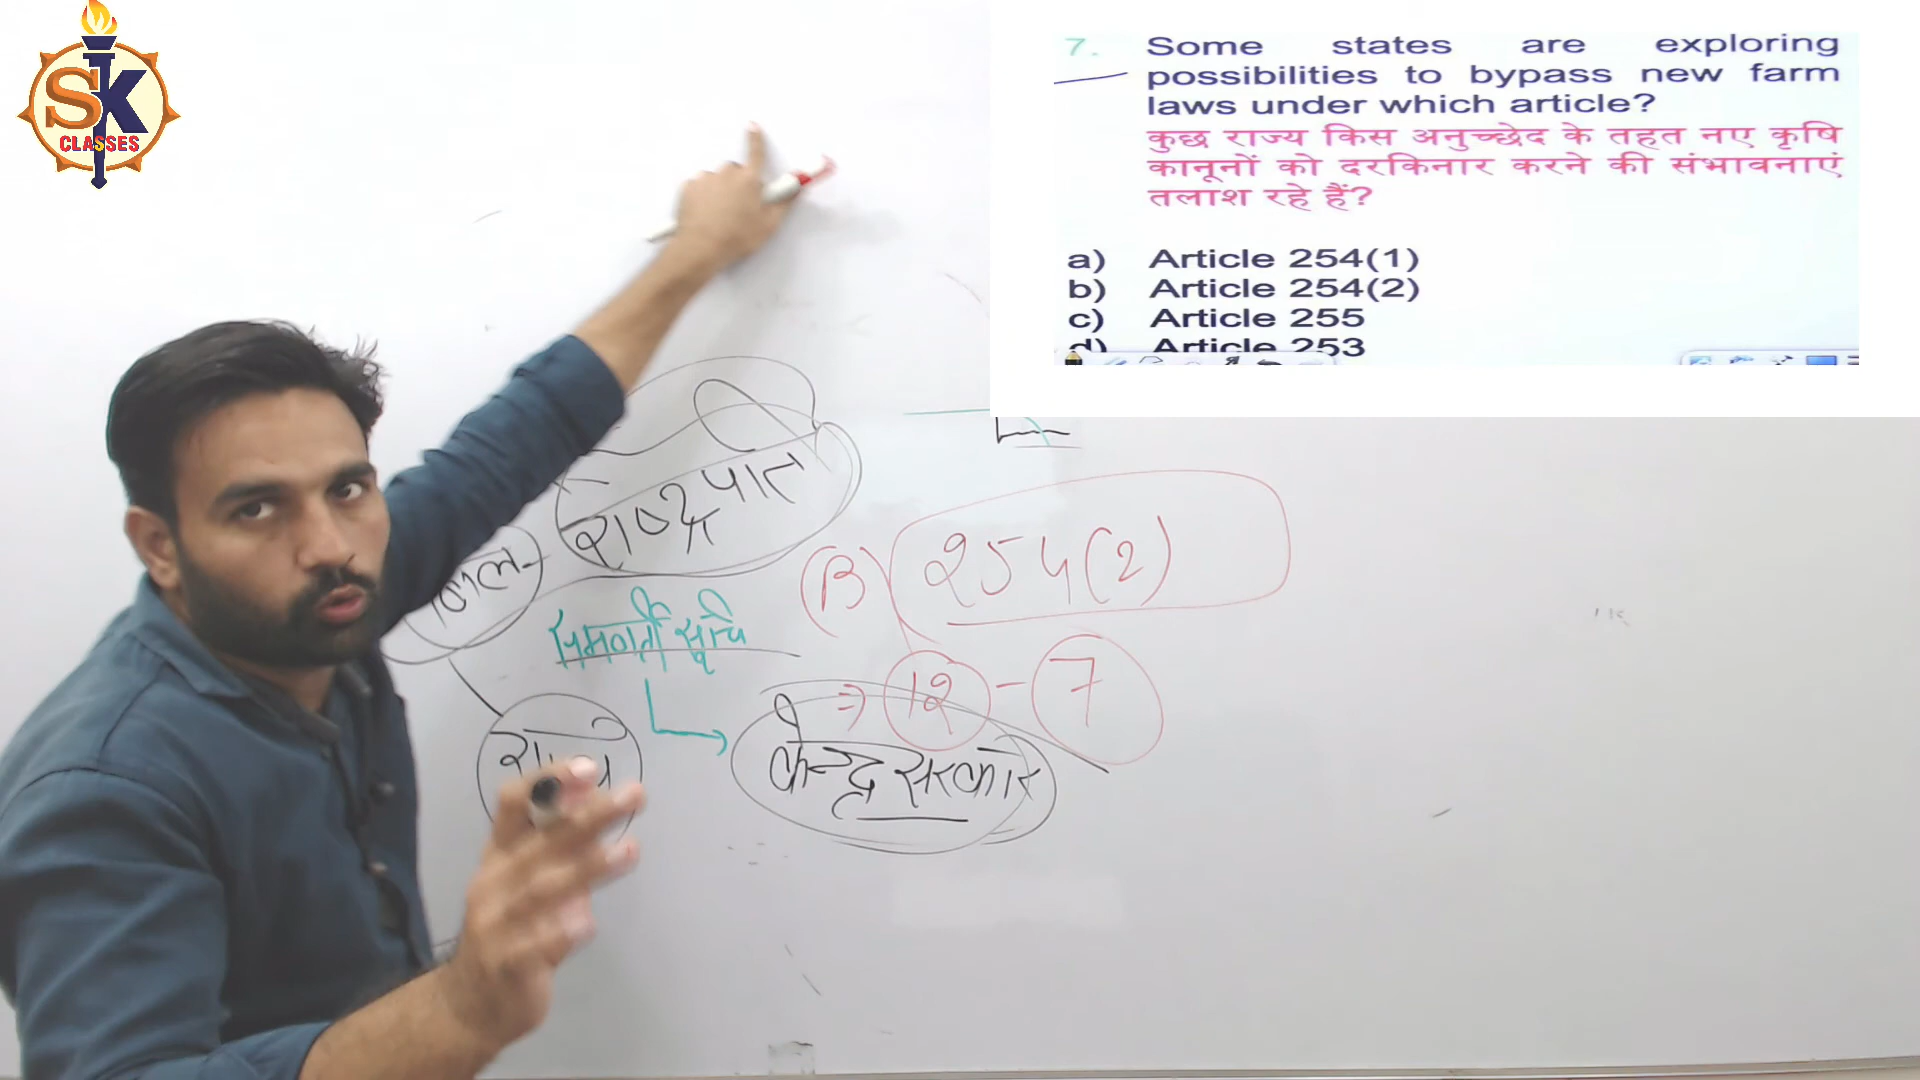 SK
CLASSES
7. Some states are exploring
possibilities to bypass new farm
laws under which article?
कुछ राज्य किस अनुच्छेद के तहत नए कृषि
कानूनों को दरकिनार करने की संभावनाएं
तलाश रहे हैं?
a) Article 254(1)
b) Article 254(2)
c) Article 255
d) Article 253
राष्ट्रपति
(B) 254(2)
समवर्ती सूचि
⇒ 12 - 7
केन्द्र सरकार